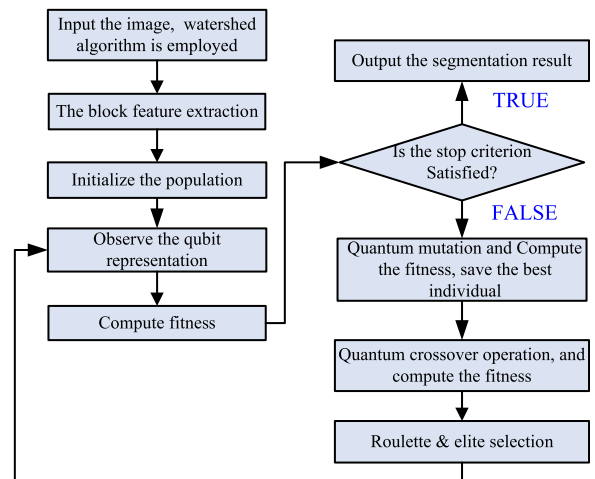 Input the image, watershed
algorithm is employed
The block feature extraction
Initialize the population
Observe the qubit
representation
Compute fitness
Output the segmentation result
TRUE
Is the stop criterion
Satisfied?
FALSE
Quantum mutation and Compute
the fitness, save the best
individual
Quantum crossover operation, and
compute the fitness
Roulette & elite selection